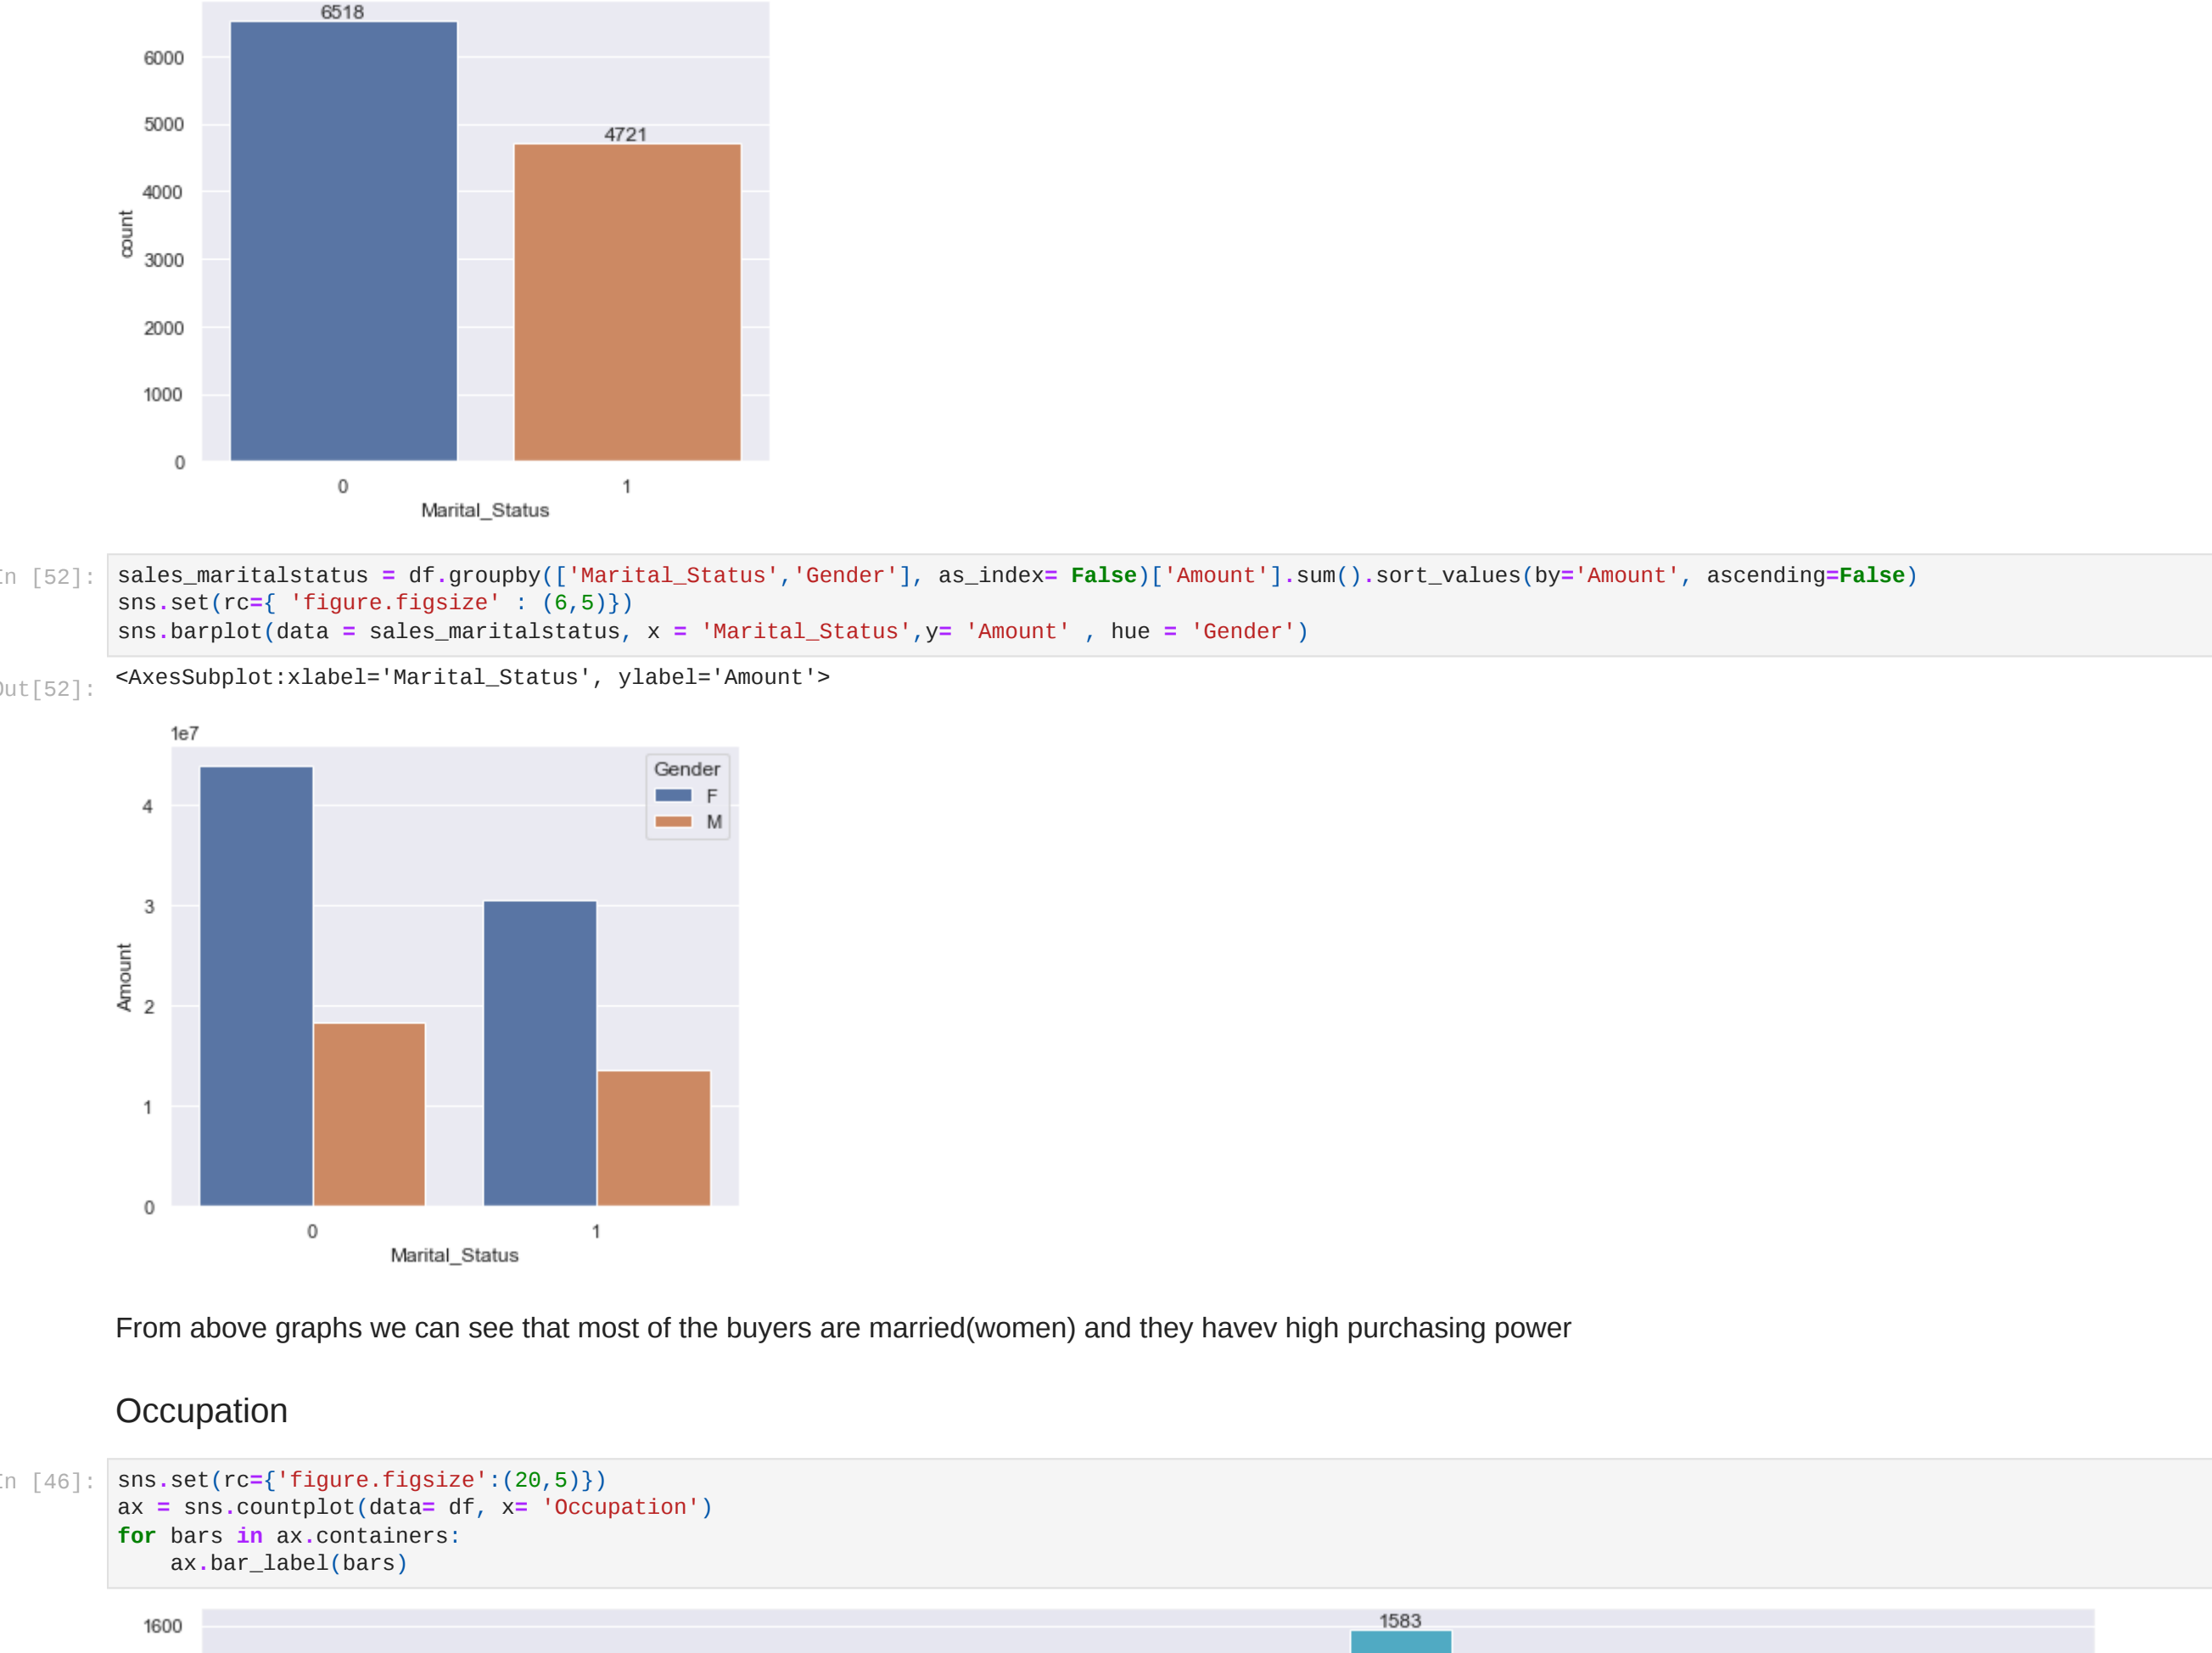 6518
6000
5000
4721
4000
count
3000
2000
1000
0
0 1
Marital_Status
In [52]: sales_maritalstatus = df.groupby(['Marital_Status','Gender'], as_index= False)['Amount'].sum().sort_values(by='Amount', ascending=False)
sns.set(rc={ 'figure.figsize' : (6,5)})
sns.barplot(data = sales_maritalstatus, x = 'Marital_Status',y= 'Amount' , hue = 'Gender')
Out[52]: <AxesSubplot:xlabel='Marital_Status', ylabel='Amount'>
1e7
Gender
F
M
4
3
Amount
2
1
0
0 1
Marital_Status
From above graphs we can see that most of the buyers are married(women) and they havev high purchasing power
Occupation
In [46]: sns.set(rc={'figure.figsize':(20,5)})
ax = sns.countplot(data= df, x= 'Occupation')
for bars in ax.containers:
    ax.bar_label(bars)
1600
1583